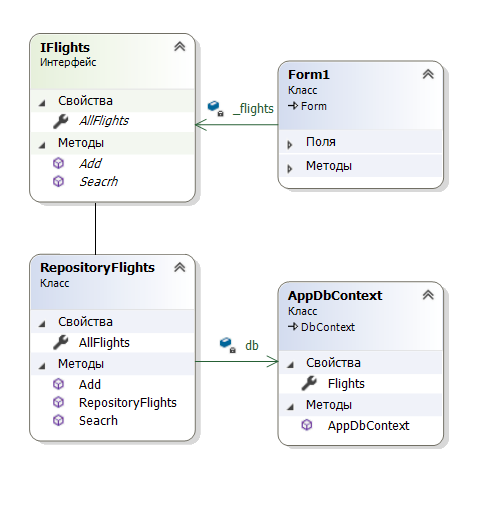 IFlights
Интерфейс
Свойства
AllFlights
Методы
Add
Seacrh
_flights
Form1
Класс
Form
Поля
Методы
RepositoryFlights
Класс
Свойства
AllFlights
Методы
Add
RepositoryFlights
Seacrh
db
AppDbContext
Класс
DbContext
Свойства
Flights
Методы
AppDbContext